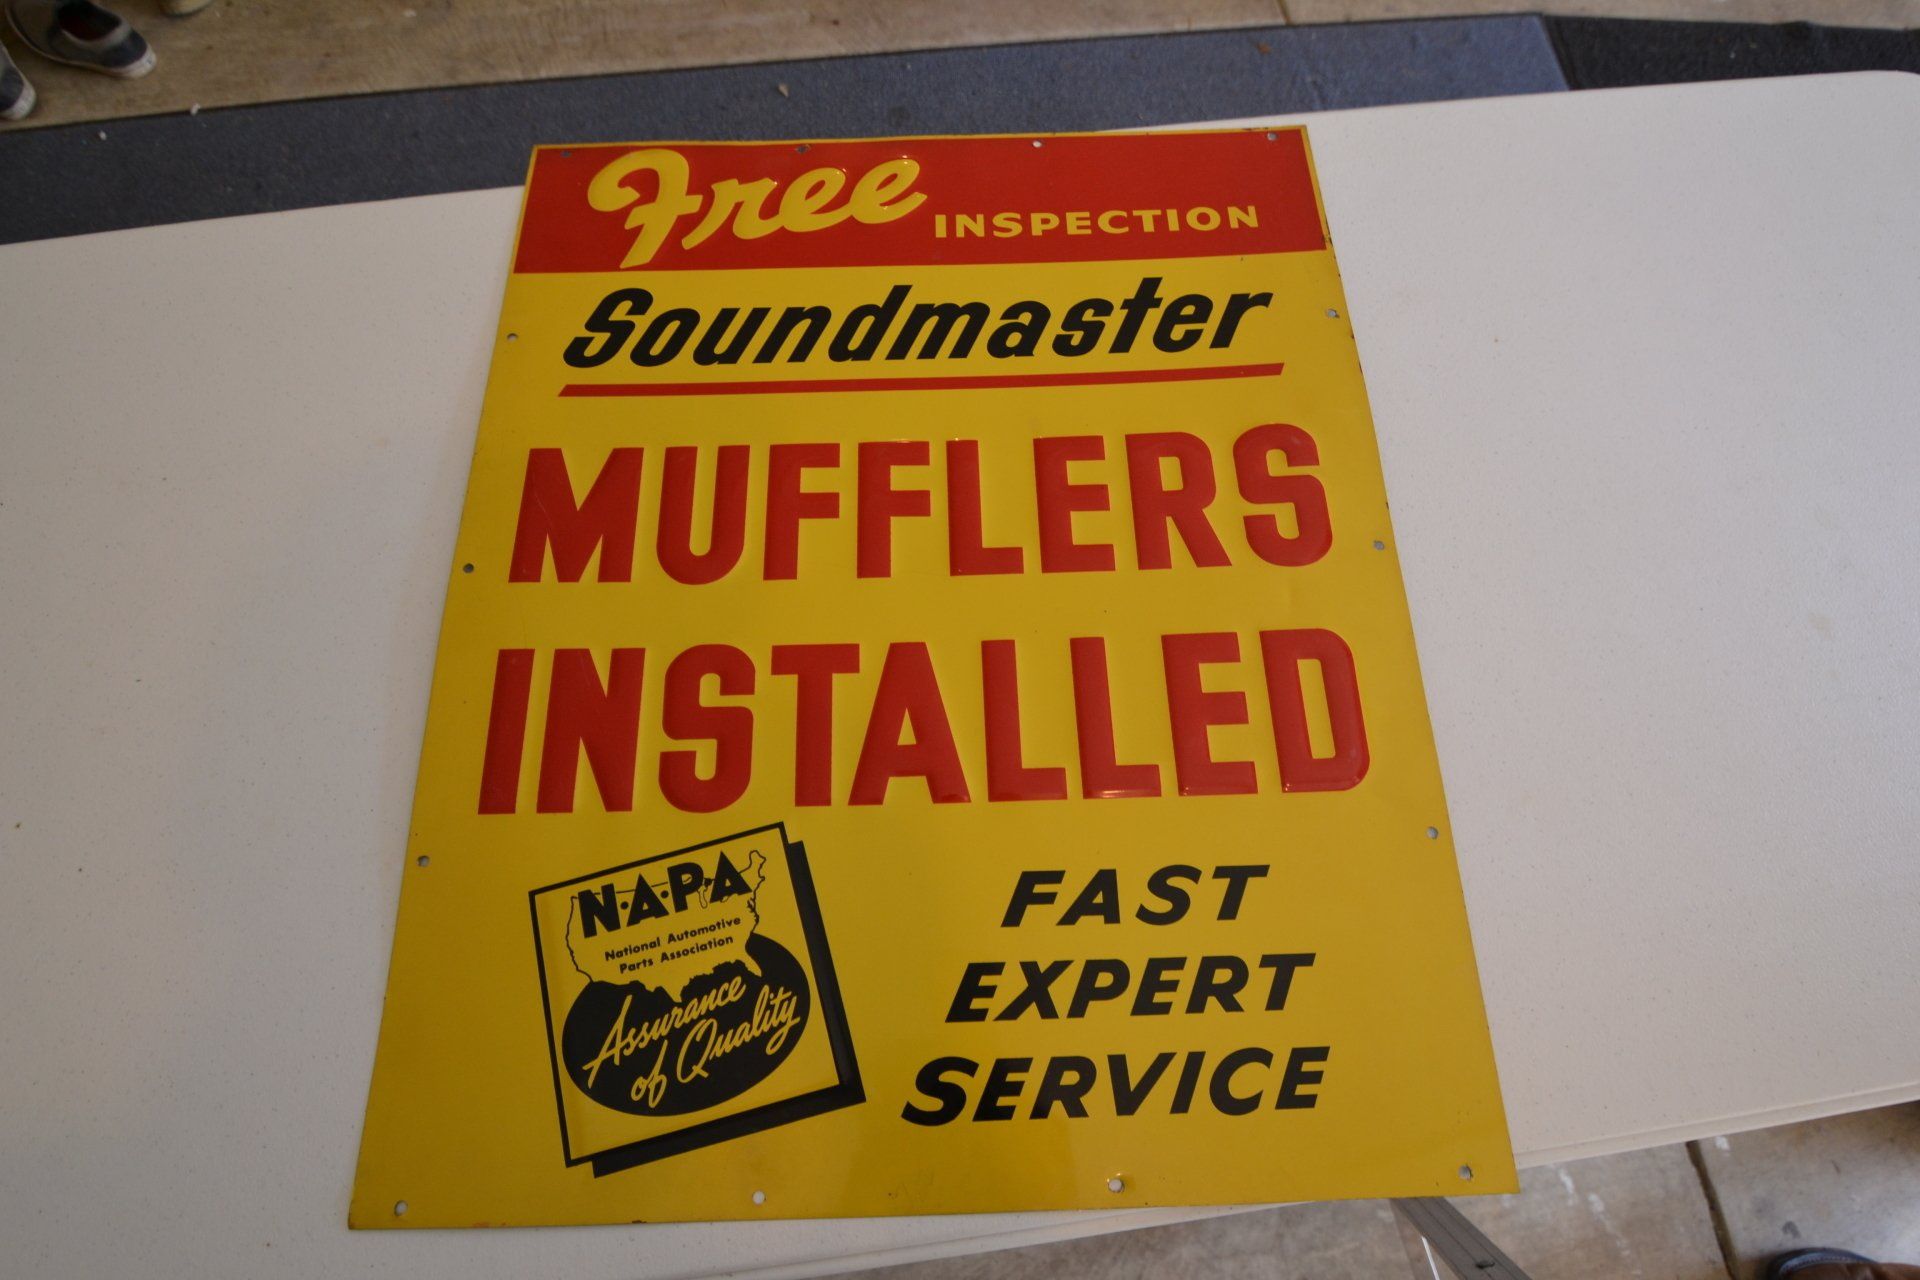 Free INSPECTION
Soundmaster
MUFFLERS
INSTALLED
N·A·P·A
National Automotive
Parts Association
Assurance
of Quality
FAST
EXPERT
SERVICE